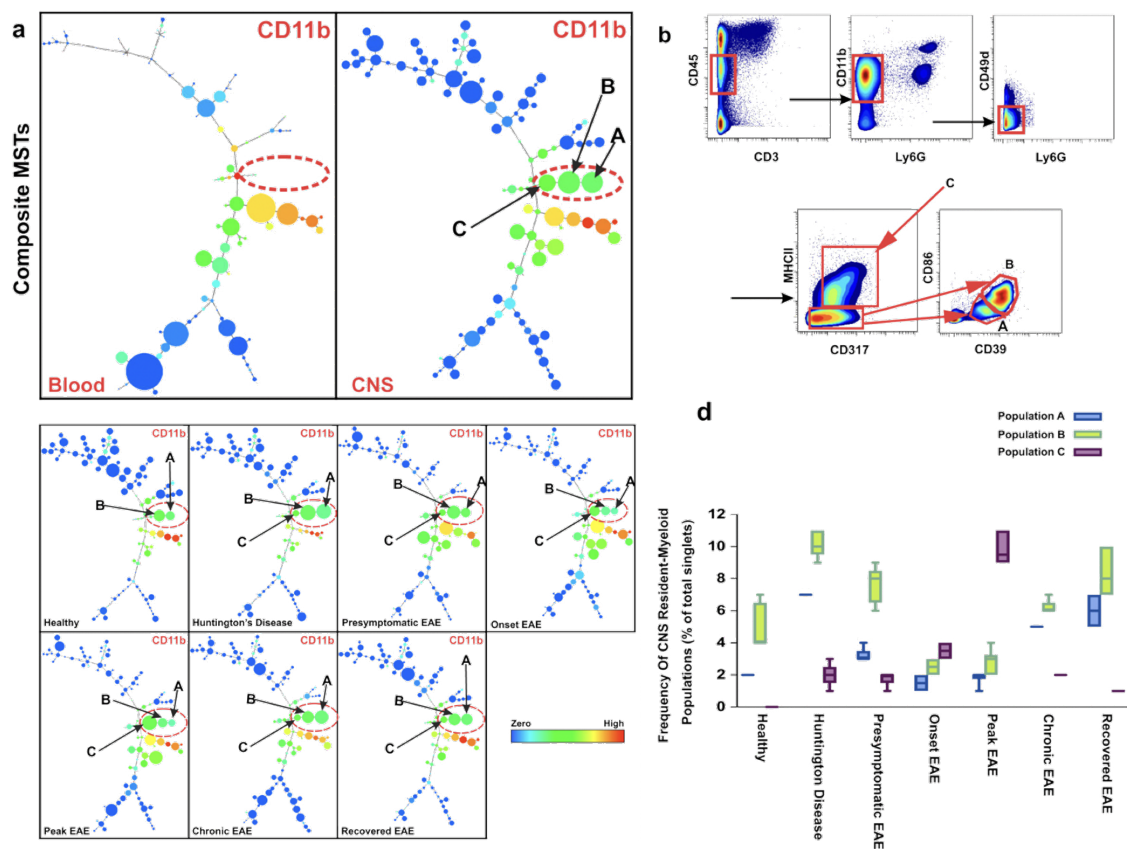 a
Composite MSTs
CD11b
Blood
CD11b
B
A
C
CNS
b
CD45
CD3
CD11b
Ly6G
CD49d
Ly6G
C
MHCII
CD317
CD86
B
A
CD39
CD11b
A
B
Healthy
CD11b
A
B
C
Huntington's Disease
CD11b
B
A
C
Presymptomatic EAE
CD11b
B
A
C
Onset EAE
CD11b
A
B
C
Peak EAE
CD11b
A
B
C
Chronic EAE
CD11b
A
B
C
Recovered EAE
Zero
High
d
Population A
Population B
Population C
Frequency Of CNS Resident-Myeloid
Populations (% of total singlets)
12
10
8
6
4
2
0
Healthy
Huntington Disease
Presymptomatic EAE
Onset EAE
Peak EAE
Chronic EAE
Recovered EAE